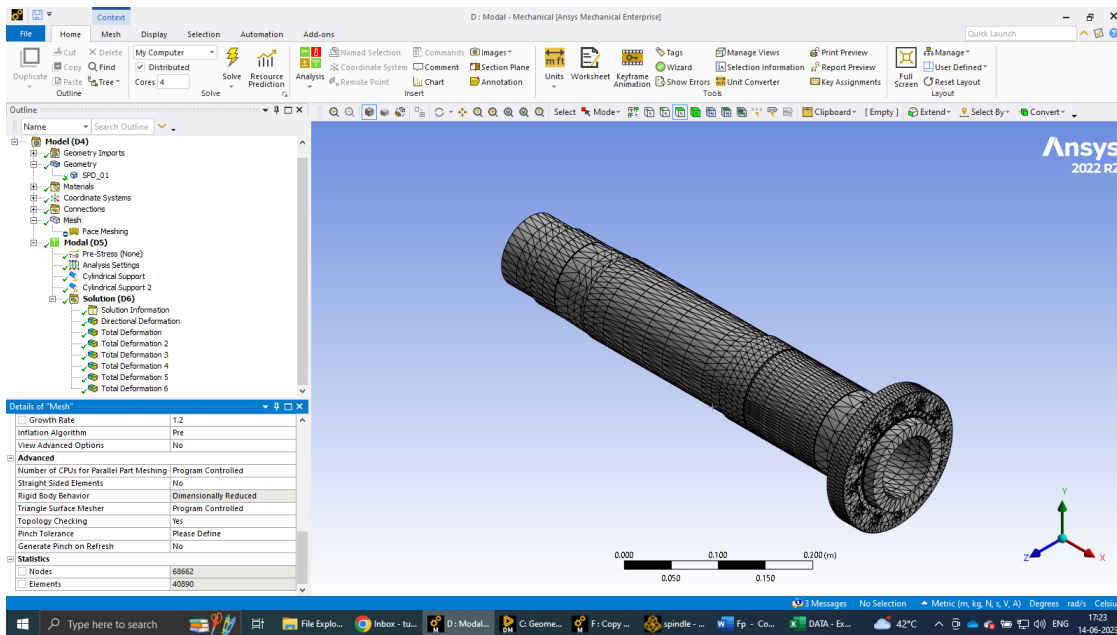 Context
D : Modal - Mechanical [Ansys Mechanical Enterprise]
File Home Mesh Display Selection Automation Add-ons Quick Launch
Duplicate
Cut
Copy
Paste
Delete
Find
Tree
Outline
My Computer
Distributed
Cores 4
Solve
Resource Prediction
Solve
Analysis
Named Selection
Coordinate System
Remote Point
Commands
Comment
Chart
Images
Section Plane
Annotation
Insert
Units
Worksheet
Keyframe Animation
Tags
Wizard
Show Errors
Manage Views
Selection Information
Unit Converter
Print Preview
Report Preview
Key Assignments
Tools
Full Screen
Manage
User Defined
Reset Layout
Layout
Outline
Name Search Outline
Select Mode Clipboard [ Empty ] Extend Select By Convert
Model (D4)
Geometry Imports
Geometry
SPD_01
Materials
Coordinate Systems
Connections
Mesh
Face Meshing
Modal (D5)
Pre-Stress (None)
Analysis Settings
Cylindrical Support
Cylindrical Support 2
Solution (D6)
Solution Information
Directional Deformation
Total Deformation
Total Deformation 2
Total Deformation 3
Total Deformation 4
Total Deformation 5
Total Deformation 6
Details of "Mesh"
Growth Rate 1.2
Inflation Algorithm Pre
View Advanced Options No
Advanced
Number of CPUs for Parallel Part Meshing Program Controlled
Straight Sided Elements No
Rigid Body Behavior Dimensionally Reduced
Triangle Surface Mesher Program Controlled
Topology Checking Yes
Pinch Tolerance Please Define
Generate Pinch on Refresh No
Statistics
Nodes 68662
Elements 40890
Ansys
2022 R2
0.000 0.100 0.200 (m)
0.050 0.150
Y
Z X
3 Messages No Selection Metric (m, kg, N, s, V, A) Degrees rad/s Celsiu
Type here to search
File Explo...
Inbox - tu...
D : Modal...
C: Geome...
F : Copy ...
spindle - ...
Fp - Co...
DATA - Ex...
42°C
ENG
17:23
14-06-2023